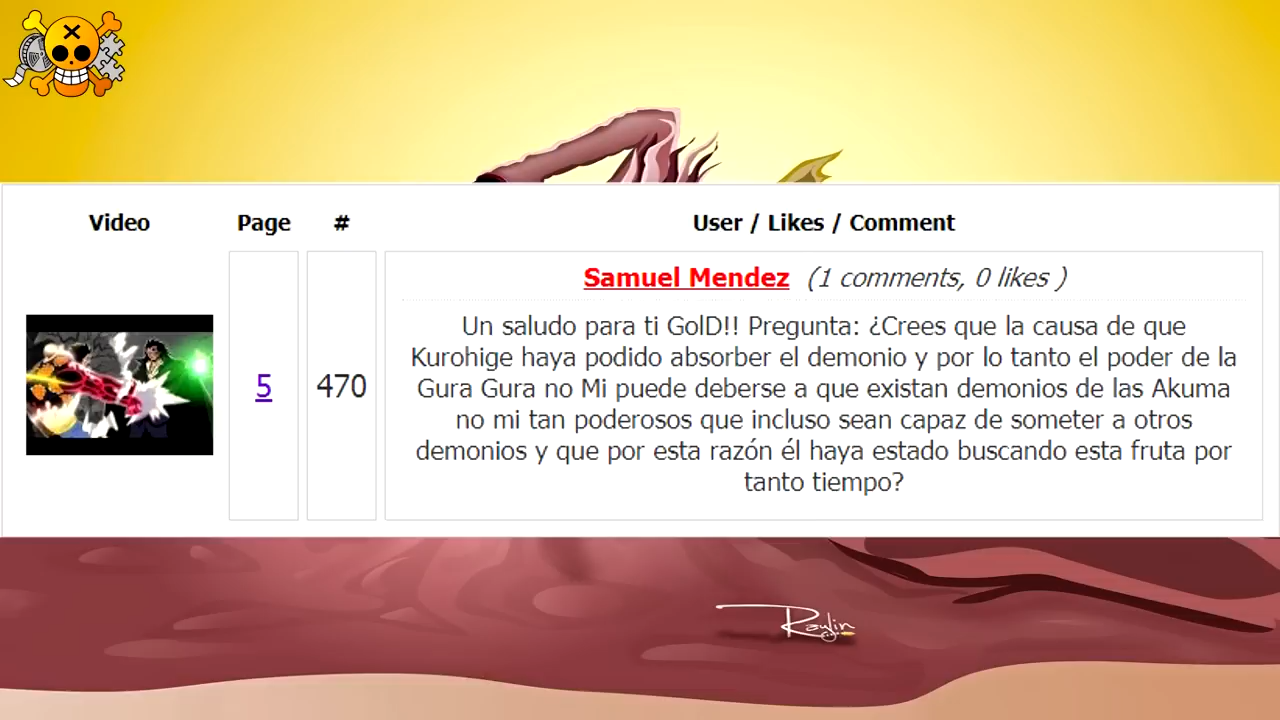 Video Page # User / Likes / Comment
Samuel Mendez (1 comments, 0 likes )
Un saludo para ti GolD!! Pregunta: ¿Crees que la causa de que
Kurohige haya podido absorber el demonio y por lo tanto el poder de la
5 470 Gura Gura no Mi puede deberse a que existan demonios de las Akuma
no mi tan poderosos que incluso sean capaz de someter a otros
demonios y que por esta razón él haya estado buscando esta fruta por
tanto tiempo?
Raylin